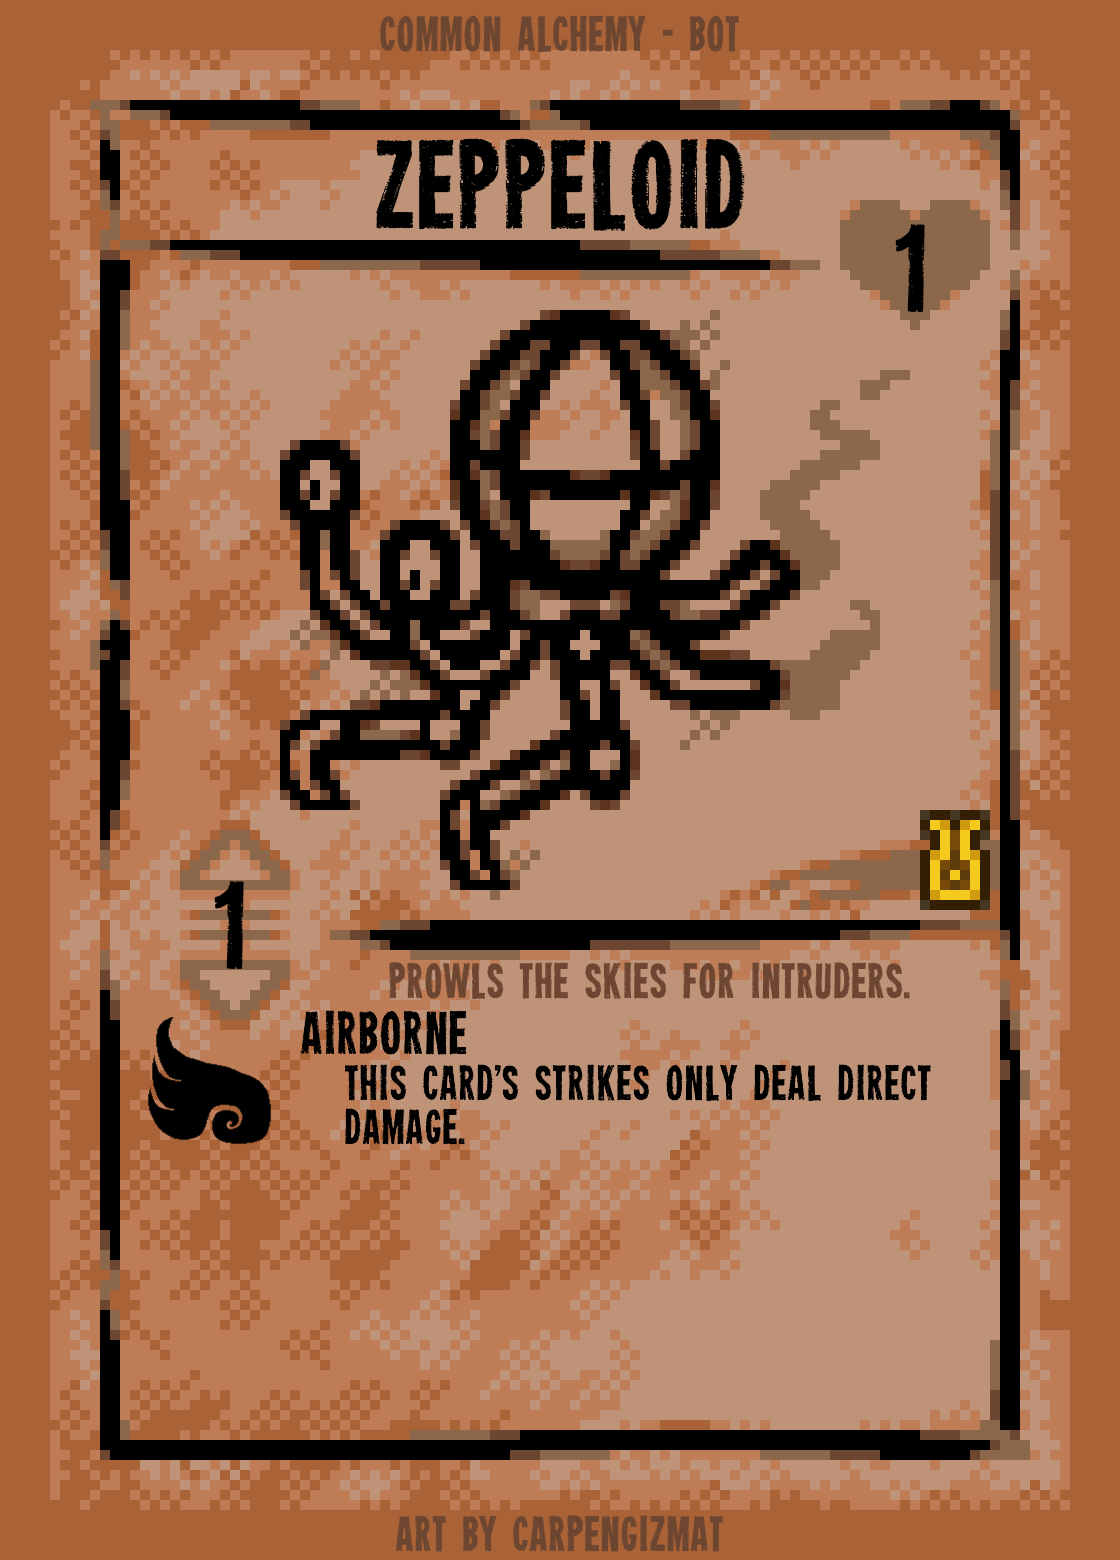 COMMON ALCHEMY - BOT
ZEPPELOID
1
1
PROWLS THE SKIES FOR INTRUDERS.
AIRBORNE
THIS CARD'S STRIKES ONLY DEAL DIRECT
DAMAGE.
ART BY CARPENGIZMAT